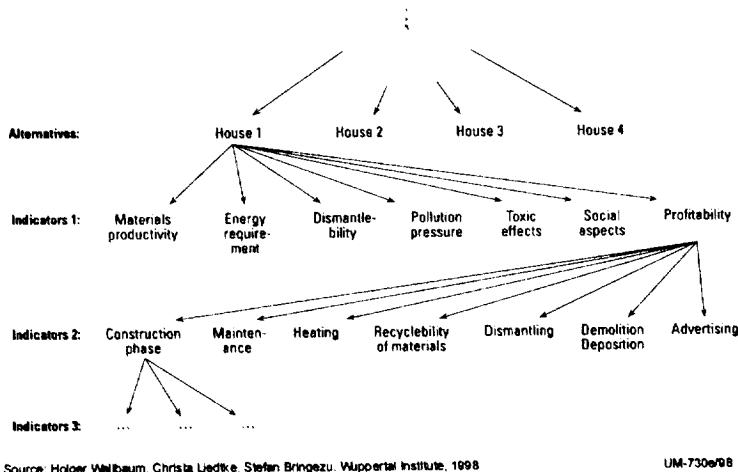 Alternatives: House 1 House 2 House 3 House 4
Indicators 1: Materials productivity Energy require- ment Dismantle- bility Pollution pressure Toxic effects Social aspects Profitability
Indicators 2: Construction phase Mainten- ance Heating Recyclebility of materials Dismantling Demolition Deposition Advertising
Indicators 3: ... ... ...
Source: Holger Wallbaum, Christa Liedtke, Stefan Bringezu, Wuppertal Institute, 1998 UM-730e/98